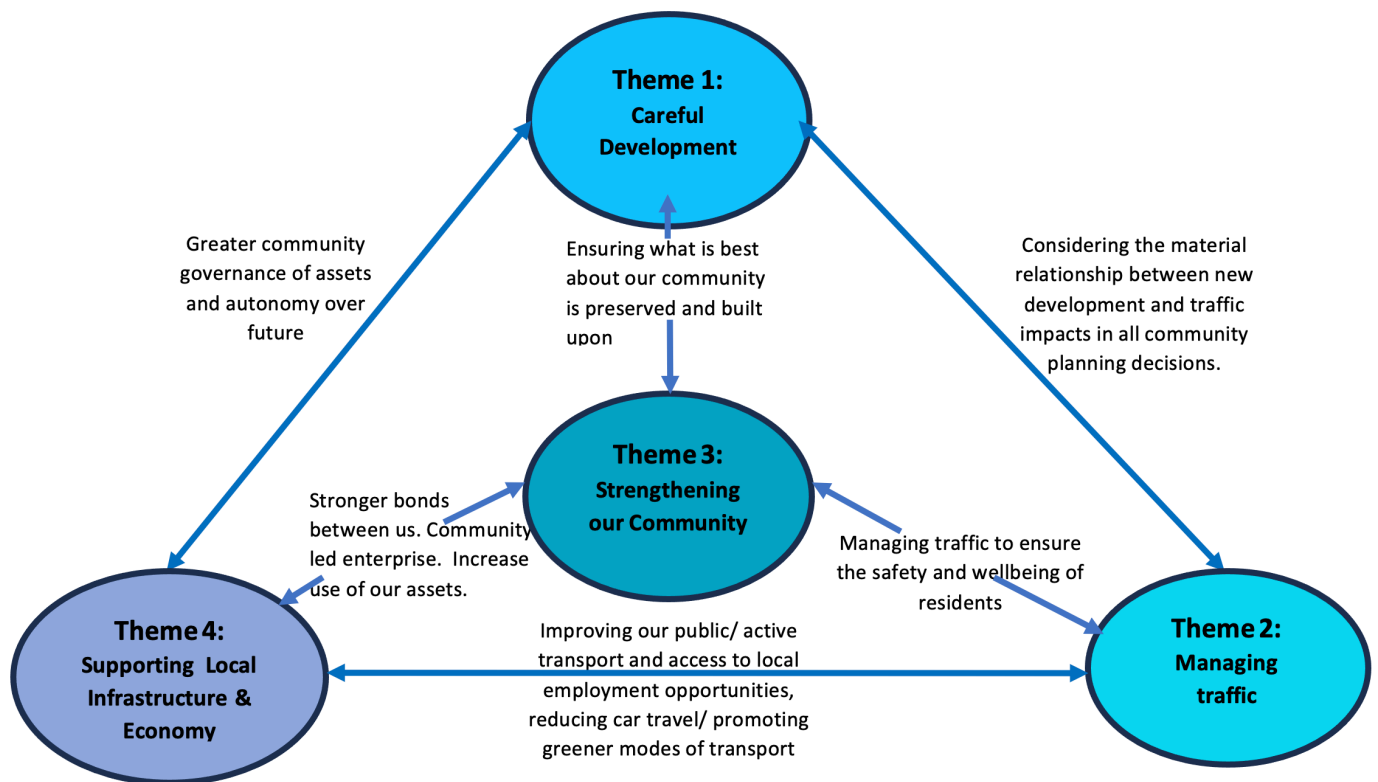 Theme 1:
Careful
Development
Greater community
governance of assets
and autonomy over
future
Ensuring what is best
about our community
is preserved and built
upon
Considering the material
relationship between new
development and traffic
impacts in all community
planning decisions.
Theme 3:
Strengthening
our Community
Stronger bonds
between us. Community
led enterprise.  Increase
use of our assets.
Managing traffic to ensure
the safety and wellbeing of
residents
Theme 4:
Supporting  Local
Infrastructure &
Economy
Improving our public/ active
transport and access to local
employment opportunities,
reducing car travel/ promoting
greener modes of transport
Theme 2:
Managing
traffic